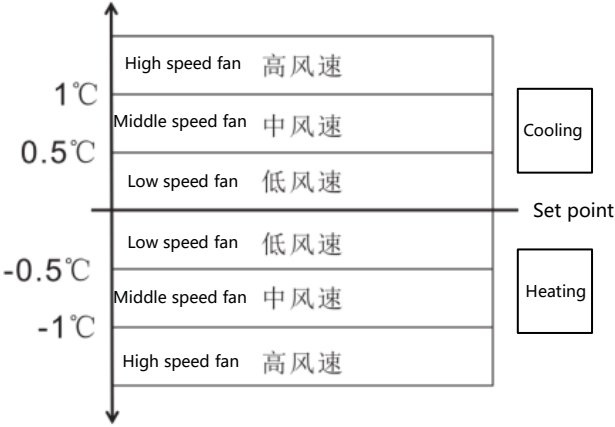 High speed fan 高风速
1℃
Middle speed fan 中风速
Cooling
0.5℃
Low speed fan 低风速
Set point
Low speed fan 低风速
-0.5℃
Middle speed fan 中风速
Heating
-1℃
High speed fan 高风速